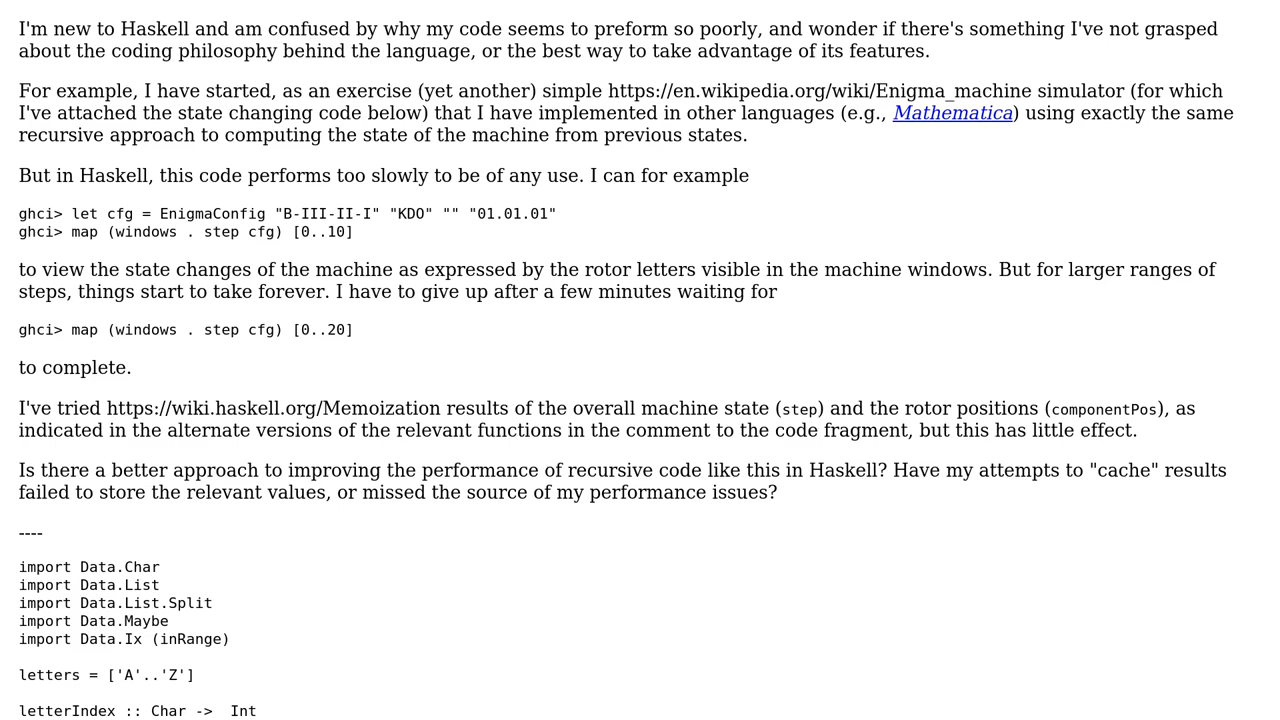 I'm new to Haskell and am confused by why my code seems to preform so poorly, and wonder if there's something I've not grasped
about the coding philosophy behind the language, or the best way to take advantage of its features.
For example, I have started, as an exercise (yet another) simple https://en.wikipedia.org/wiki/Enigma_machine simulator (for which
I've attached the state changing code below) that I have implemented in other languages (e.g., Mathematica) using exactly the same
recursive approach to computing the state of the machine from previous states.
But in Haskell, this code performs too slowly to be of any use. I can for example
ghci> let cfg = EnigmaConfig "B-III-II-I" "KDO" "" "01.01.01"
ghci> map (windows . step cfg) [0..10]
to view the state changes of the machine as expressed by the rotor letters visible in the machine windows. But for larger ranges of
steps, things start to take forever. I have to give up after a few minutes waiting for
ghci> map (windows . step cfg) [0..20]
to complete.
I've tried https://wiki.haskell.org/Memoization results of the overall machine state (step) and the rotor positions (componentPos), as
indicated in the alternate versions of the relevant functions in the comment to the code fragment, but this has little effect.
Is there a better approach to improving the performance of recursive code like this in Haskell? Have my attempts to "cache" results
failed to store the relevant values, or missed the source of my performance issues?
----
import Data.Char
import Data.List
import Data.List.Split
import Data.Maybe
import Data.Ix (inRange)
letters = ['A'..'Z']
letterIndex :: Char ->  Int